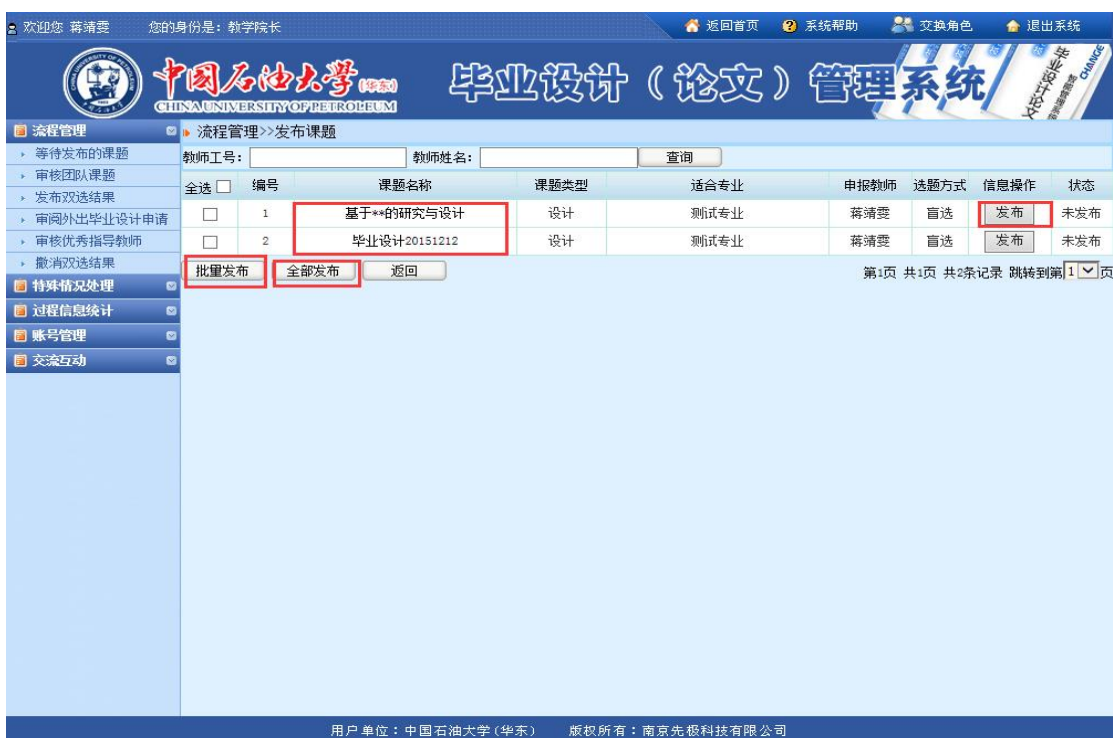 欢迎您 蒋靖雯 您的身份是：教学院长 返回首页 系统帮助 交换角色 退出系统
中国石油大学(华东) 毕业设计（论文）管理系统
CHINA UNIVERSITY OF PETROLEUM
流程管理
等待发布的课题
审核团队课题
发布双选结果
审阅外出毕业设计申请
审核优秀指导教师
撤消双选结果
特殊情况处理
过程信息统计
账号管理
交流互动
流程管理>>发布课题
教师工号： 教师姓名： 查询
全选 编号 课题名称 课题类型 适合专业 申报教师 选题方式 信息操作 状态
1 基于**的研究与设计 设计 测试专业 蒋靖雯 盲选 发布 未发布
2 毕业设计20151212 设计 测试专业 蒋靖雯 盲选 发布 未发布
批量发布 全部发布 返回 第1页 共1页 共2条记录 跳转到第 1 页
用户单位：中国石油大学(华东) 版权所有：南京先极科技有限公司